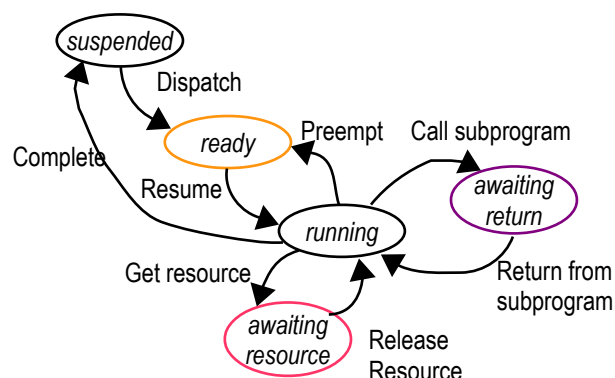 suspended
Dispatch
ready
Preempt
Call subprogram
Complete
Resume
awaiting
return
running
Get resource
Return from
subprogram
awaiting
resource
Release
Resource